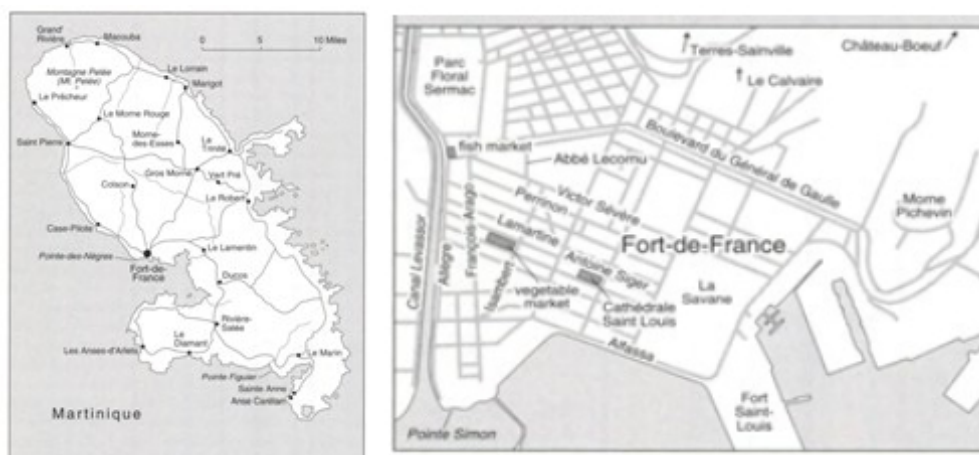 Grand'
Rivière
Macouba
0 5 10 Miles
Montagne Pelée
(Mt. Pelée)
Le Lorrain
Marigot
Le Prêcheur
Le Morne Rouge
Saint Pierre
Morne-
des-Esses
La
Trinité
Gros Morne
Vert Pré
Colson
Le Robert
Case-Pilote
Pointe-des-Nègres
Fort-
de-
France
Le Lamentin
Ducos
Rivière-
Salée
Le
Diamant
Les Anses-d'Arlets
Le Marin
Pointe Figuier
Sainte Anne
Anse Caritan
Martinique
Parc
Floral
Sermac
Terres-Sainville
Château-Boeuf
Le Calvaire
fish market
Abbé Lecornu
Boulevard du Général de Gaulle
Victor Sévère
Perrinon
Lamartine
Antoine Siger
François-Arago
Isambert
Allègre
Canal Levassor
Fort-de-France
Morne
Pichevin
La
Savane
vegetable
market
Cathédrale
Saint Louis
Alfassa
Fort
Saint-
Louis
Pointe Simon